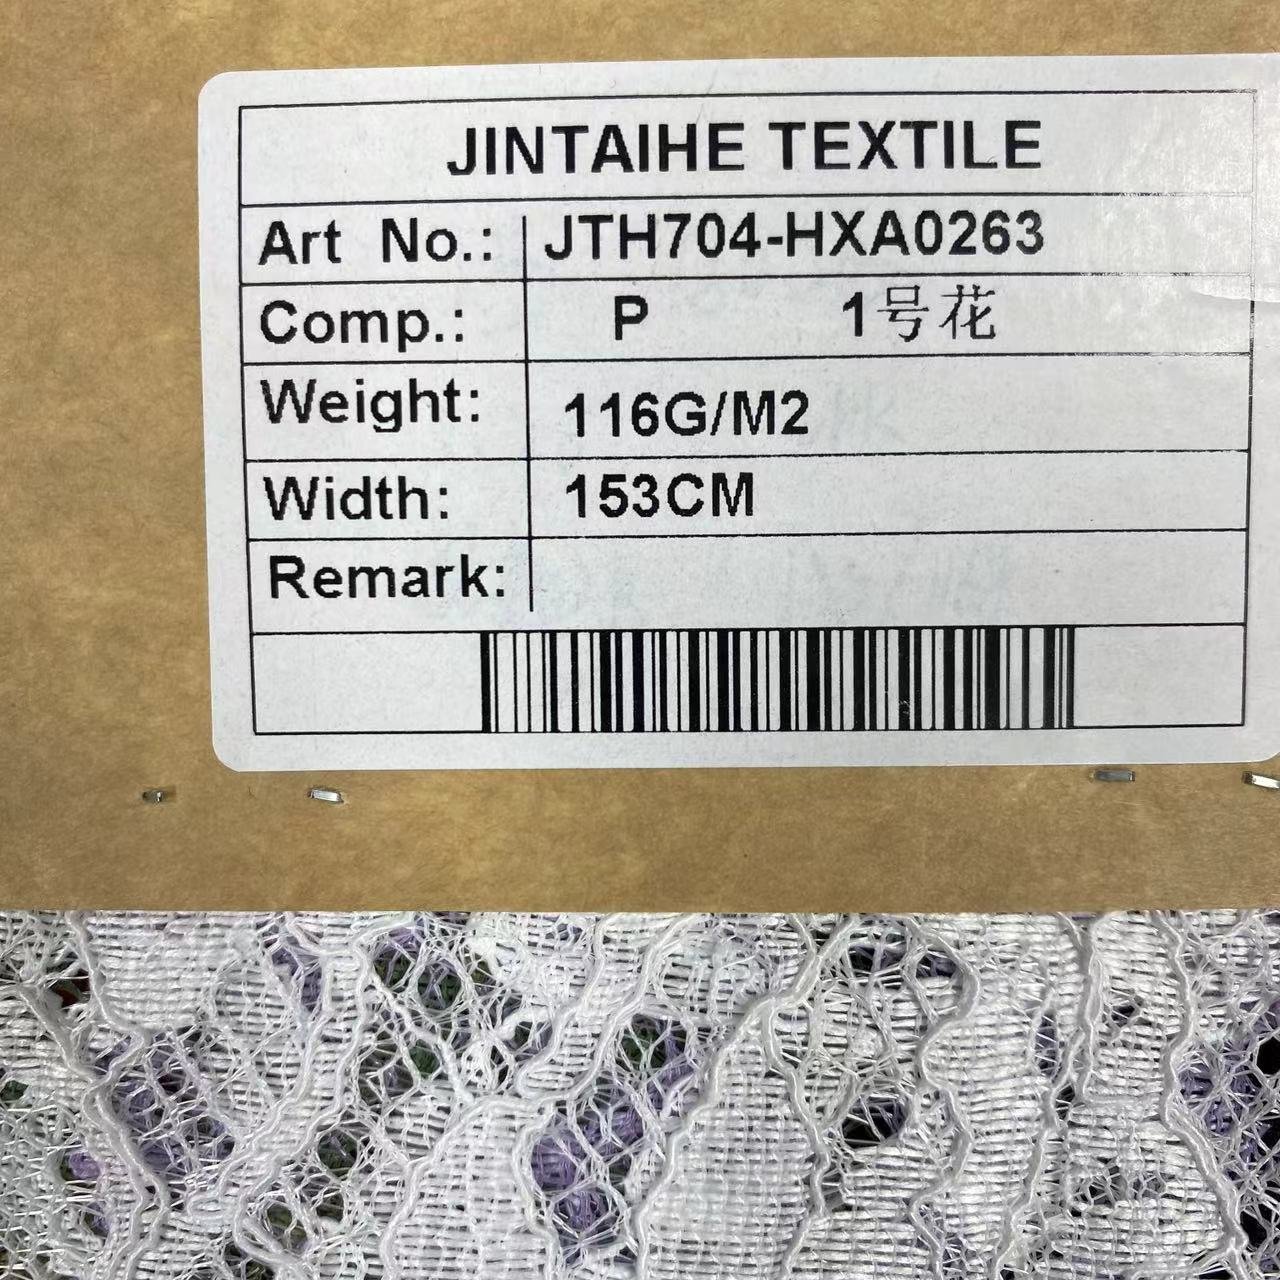 JINTAIHE TEXTILE
Art No.: JTH704-HXA0263
Comp.: P 1号花
Weight: 116G/M2
Width: 153CM
Remark: